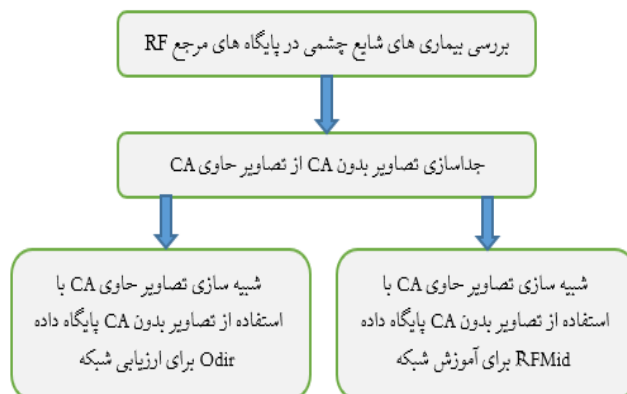 بررسی بیماری های شایع چشمی در پایگاه های مرجع RF
جداسازی تصاویر بدون CA از تصاویر حاوی CA
شبیه سازی تصاویر حاوی CA با
استفاده از تصاویر بدون CA پایگاه داده
RFMid برای آموزش شبکه
شبیه سازی تصاویر حاوی CA با
استفاده از تصاویر بدون CA پایگاه داده
Odir برای ارزیابی شبکه